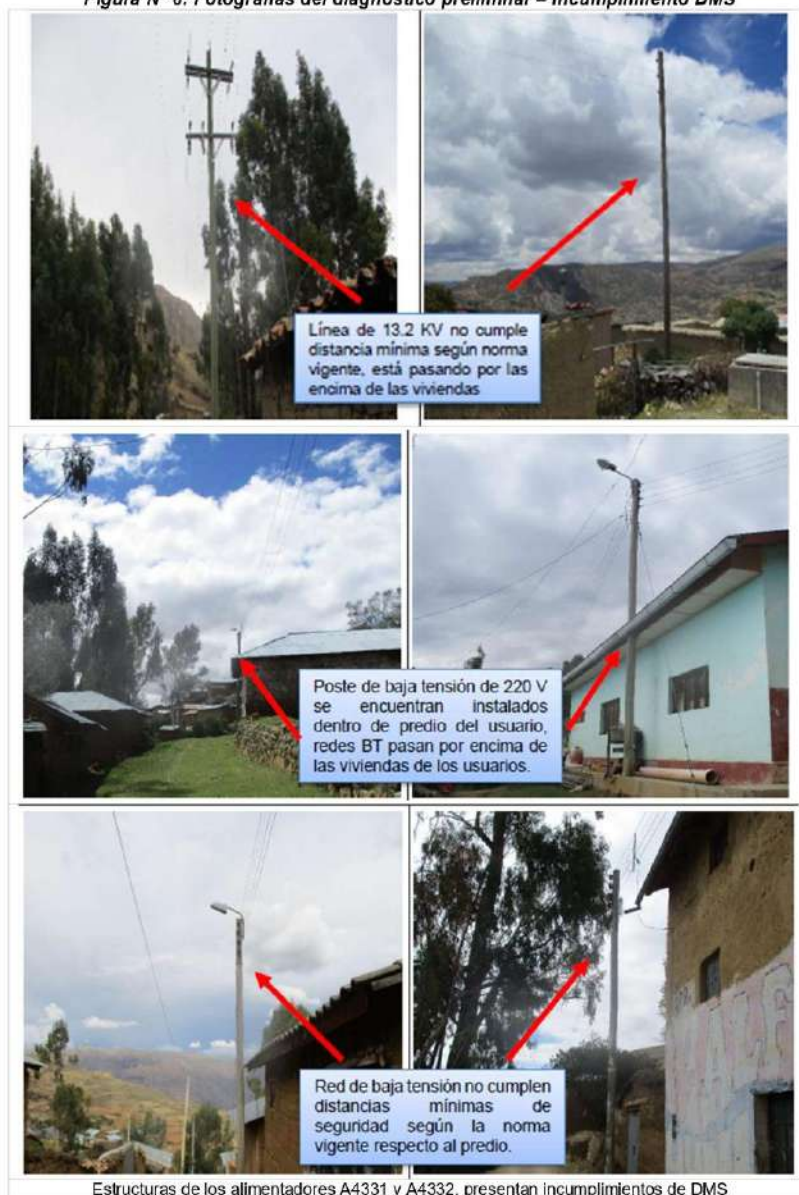 Figura N° 6: Fotografías del diagnóstico preliminar – Incumplimiento DMS
Línea de 13.2 KV no cumple
distancia mínima según norma
vigente, está pasando por las
encima de las viviendas
Poste de baja tensión de 220 V
se encuentran instalados
dentro de predio del usuario,
redes BT pasan por encima de
las viviendas de los usuarios.
Red de baja tensión no cumplen
distancias mínimas de
seguridad según la norma
vigente respecto al predio.
Estructuras de los alimentadores A4331 y A4332, presentan incumplimientos de DMS